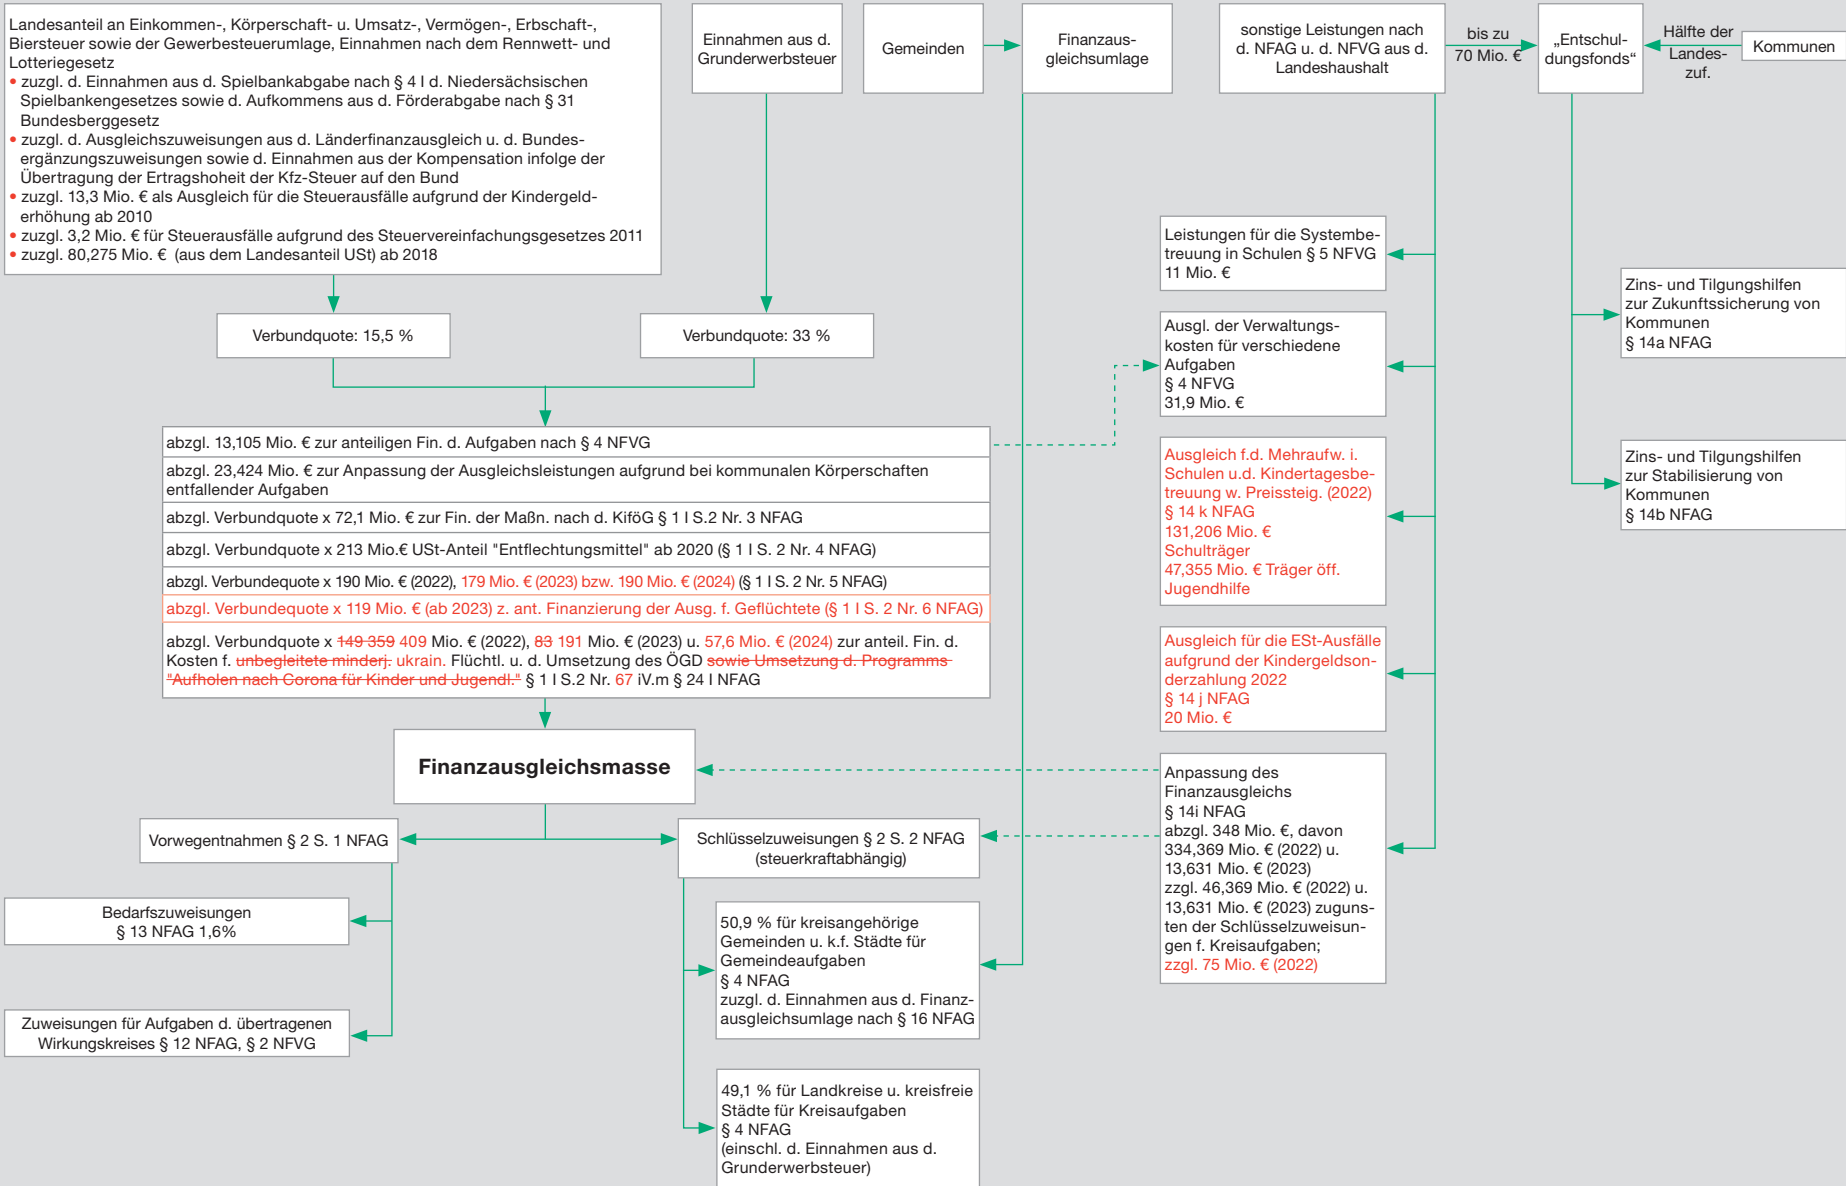 Landesanteil an Einkommen-, Körperschaft- u. Umsatz-, Vermögen-, Erbschaft-,
Biersteuer sowie der Gewerbesteuerumlage, Einnahmen nach dem Rennwett- und
Lotteriegesetz
• zuzgl. d. Einnahmen aus d. Spielbankabgabe nach § 4 I d. Niedersächsischen
Spielbankengesetzes sowie d. Aufkommens aus d. Förderabgabe nach § 31
Bundesberggesetz
• zuzgl. d. Ausgleichszuweisungen aus d. Länderfinanzausgleich u. d. Bundes-
ergänzungszuweisungen sowie d. Einnahmen aus der Kompensation infolge der
Übertragung der Ertragshoheit der Kfz-Steuer auf den Bund
• zuzgl. 13,3 Mio. € als Ausgleich für die Steuerausfälle aufgrund der Kindergeld-
erhöhung ab 2010
• zuzgl. 3,2 Mio. € für Steuerausfälle aufgrund des Steuervereinfachungsgesetzes 2011
• zuzgl. 80,275 Mio. € (aus dem Landesanteil USt) ab 2018
Einnahmen aus d.
Grunderwerbsteuer
Gemeinden
Finanzaus-
gleichsumlage
sonstige Leistungen nach
d. NFAG u. d. NFVG aus d.
Landeshaushalt
bis zu
70 Mio. €
„Entschul-
dungsfonds“
Hälfte der
Landes-
zuf.
Kommunen
Verbundquote: 15,5 %
Verbundquote: 33 %
abzgl. 13,105 Mio. € zur anteiligen Fin. d. Aufgaben nach § 4 NFVG
abzgl. 23,424 Mio. € zur Anpassung der Ausgleichsleistungen aufgrund bei kommunalen Körperschaften
entfallender Aufgaben
abzgl. Verbundquote x 72,1 Mio. € zur Fin. der Maßn. nach d. KiföG § 1 I S.2 Nr. 3 NFAG
abzgl. Verbundquote x 213 Mio.€ USt-Anteil "Entflechtungsmittel" ab 2020 (§ 1 I S. 2 Nr. 4 NFAG)
abzgl. Verbundequote x 190 Mio. € (2022), 179 Mio. € (2023) bzw. 190 Mio. € (2024) (§ 1 I S. 2 Nr. 5 NFAG)
abzgl. Verbundequote x 119 Mio. € (ab 2023) z. ant. Finanzierung der Ausg. f. Geflüchtete (§ 1 I S. 2 Nr. 6 NFAG)
abzgl. Verbundquote x 149 359 409 Mio. € (2022), 83 191 Mio. € (2023) u. 57,6 Mio. € (2024) zur anteil. Fin. d.
Kosten f. unbegleitete minderj. ukrain. Flüchtl. u. d. Umsetzung des ÖGD sowie Umsetzung d. Programms
"Aufholen nach Corona für Kinder und Jugendl." § 1 I S.2 Nr. 67 iV.m § 24 I NFAG
Finanzausgleichsmasse
Vorwegentnahmen § 2 S. 1 NFAG
Schlüsselzuweisungen § 2 S. 2 NFAG
(steuerkraftabhängig)
Bedarfszuweisungen
§ 13 NFAG 1,6%
Zuweisungen für Aufgaben d. übertragenen
Wirkungskreises § 12 NFAG, § 2 NFVG
50,9 % für kreisangehörige
Gemeinden u. k.f. Städte für
Gemeindeaufgaben
§ 4 NFAG
zuzgl. d. Einnahmen aus d. Finanz-
ausgleichsumlage nach § 16 NFAG
49,1 % für Landkreise u. kreisfreie
Städte für Kreisaufgaben
§ 4 NFAG
(einschl. d. Einnahmen aus d.
Grunderwerbsteuer)
Leistungen für die Systembe-
treuung in Schulen § 5 NFVG
11 Mio. €
Ausgl. der Verwaltungs-
kosten für verschiedene
Aufgaben
§ 4 NFVG
31,9 Mio. €
Ausgleich f.d. Mehraufw. i.
Schulen u.d. Kindertagesbe-
treuung w. Preissteig. (2022)
§ 14 k NFAG
131,206 Mio. €
Schulträger
47,355 Mio. € Träger öff.
Jugendhilfe
Ausgleich für die ESt-Ausfälle
aufgrund der Kindergeldson-
derzahlung 2022
§ 14 j NFAG
20 Mio. €
Anpassung des
Finanzausgleichs
§ 14i NFAG
abzgl. 348 Mio. €, davon
334,369 Mio. € (2022) u.
13,631 Mio. € (2023)
zzgl. 46,369 Mio. € (2022) u.
13,631 Mio. € (2023) zuguns-
ten der Schlüsselzuweisun-
gen f. Kreisaufgaben;
zzgl. 75 Mio. € (2022)
Zins- und Tilgungshilfen
zur Zukunftssicherung von
Kommunen
§ 14a NFAG
Zins- und Tilgungshilfen
zur Stabilisierung von
Kommunen
§ 14b NFAG